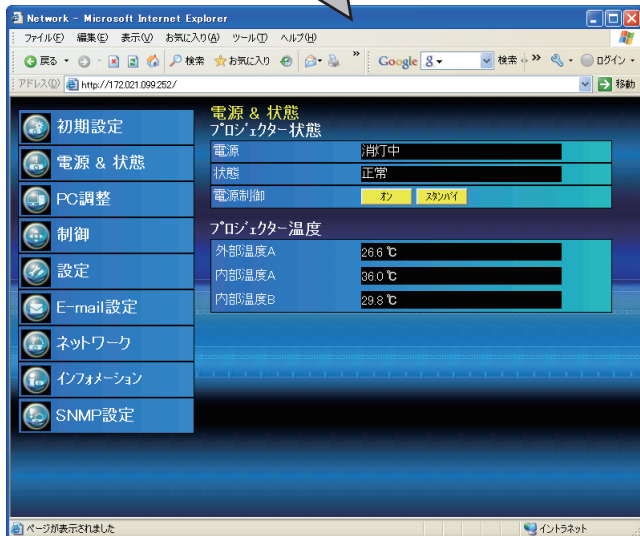 Network - Microsoft Internet Explorer
ファイル(F) 編集(E) 表示(V) お気に入り(A) ツール(T) ヘルプ(H)
戻る 検索 お気に入り » Google 検索 » ログイン
アドレス(D) http://172.021.099.252/ 移動
初期設定
電源 & 状態
PC調整
制御
設定
E-mail設定
ネットワーク
インフォメーション
SNMP設定
電源 & 状態
プロジェクター状態
電源 消灯中
状態 正常
電源制御 オン スタンバイ
プロジェクター温度
外部温度A 26.6 ℃
内部温度A 36.0 ℃
内部温度B 29.8 ℃
ページが表示されました イントラネット